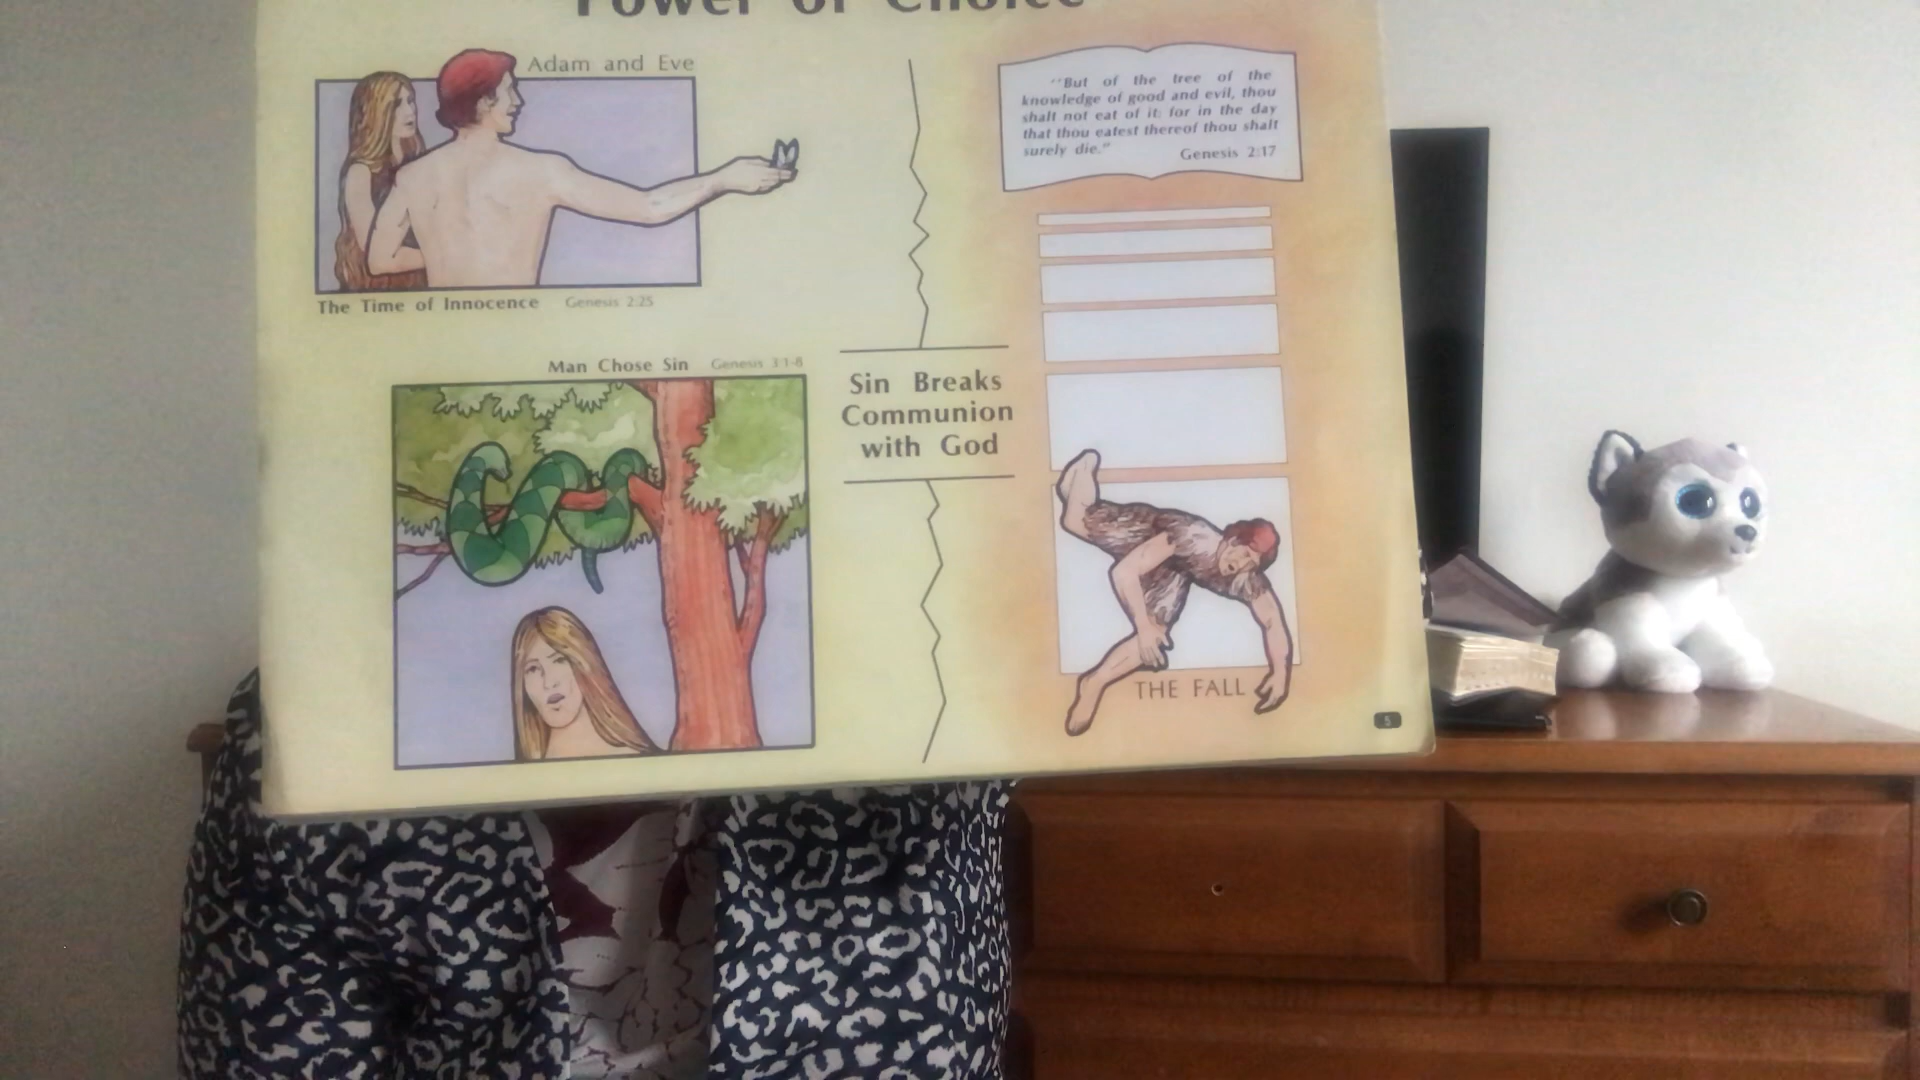 Power of Choice
Adam and Eve
The Time of Innocence Genesis 2:25
Man Chose Sin Genesis 3:1-8
Sin Breaks
Communion
with God
"But of the tree of the
knowledge of good and evil, thou
shalt not eat of it: for in the day
that thou eatest thereof thou shalt
surely die."
Genesis 2:17
THE FALL
5